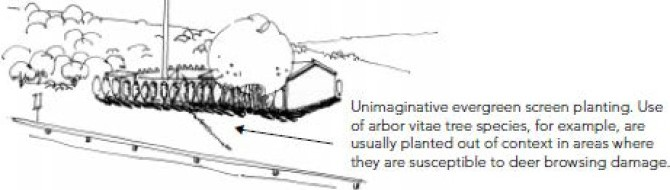 Unimaginative evergreen screen planting. Use
of arbor vitae tree species, for example, are
usually planted out of context in areas where
they are susceptible to deer browsing damage.